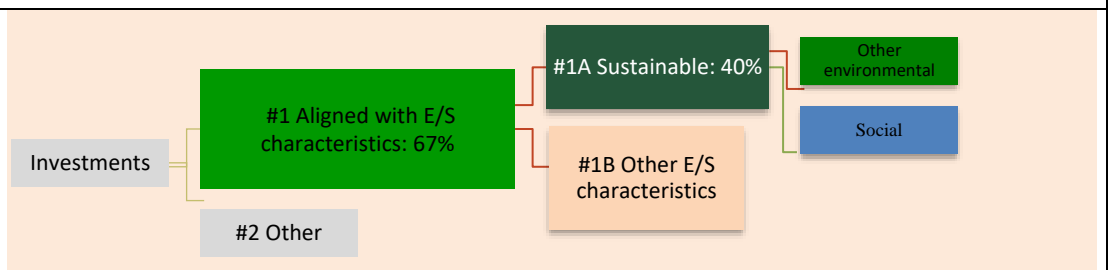 Investments
#1 Aligned with E/S
characteristics: 67%
#2 Other
#1A Sustainable: 40%
#1B Other E/S
characteristics
Other
environmental
Social